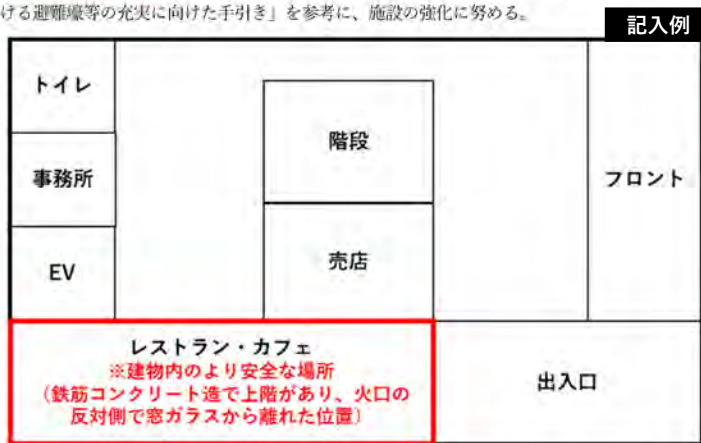 ける避難壕等の充実に向けた手引き」を参考に、施設の強化に努める。
記入例
トイレ
階段
事務所
フロント
売店
EV
レストラン・カフェ
※建物内のより安全な場所
（鉄筋コンクリート造で上階があり、火口の
反対側で窓ガラスから離れた位置）
出入口